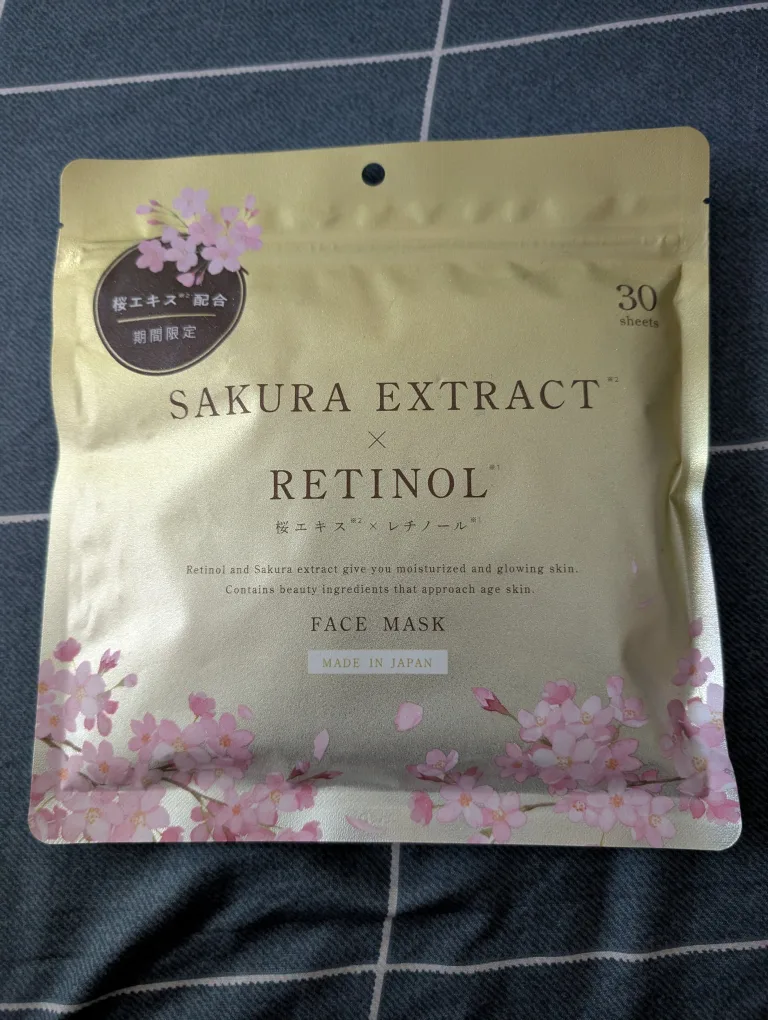 桜エキス※2配合
期間限定
30
sheets
SAKURA EXTRACT※2
×
RETINOL※1
桜エキス※2 × レチノール※1
Retinol and Sakura extract give you moisturized and glowing skin.
Contains beauty ingredients that approach age skin.
FACE MASK
MADE IN JAPAN